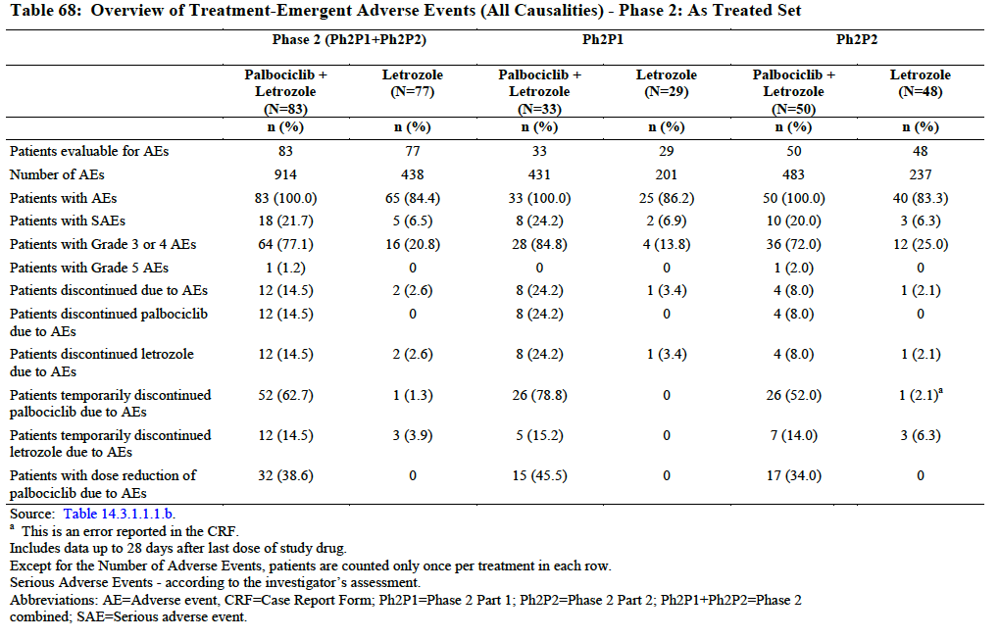 Table 68: Overview of Treatment-Emergent Adverse Events (All Causalities) - Phase 2: As Treated Set
Phase 2 (Ph2P1+Ph2P2) Ph2P1 Ph2P2
Palbociclib + Letrozole Palbociclib + Letrozole Palbociclib + Letrozole
Letrozole (N=77) Letrozole (N=29) Letrozole (N=48)
(N=83) (N=33) (N=50)
n (%) n (%) n (%) n (%) n (%) n (%)
Patients evaluable for AEs 83 77 33 29 50 48
Number of AEs 914 438 431 201 483 237
Patients with AEs 83 (100.0) 65 (84.4) 33 (100.0) 25 (86.2) 50 (100.0) 40 (83.3)
Patients with SAEs 18 (21.7) 5 (6.5) 8 (24.2) 2 (6.9) 10 (20.0) 3 (6.3)
Patients with Grade 3 or 4 AEs 64 (77.1) 16 (20.8) 28 (84.8) 4 (13.8) 36 (72.0) 12 (25.0)
Patients with Grade 5 AEs 1 (1.2) 0 0 0 1 (2.0) 0
Patients discontinued due to AEs 12 (14.5) 2 (2.6) 8 (24.2) 1 (3.4) 4 (8.0) 1 (2.1)
Patients discontinued palbociclib 12 (14.5) 0 8 (24.2) 0 4 (8.0) 0
due to AEs
Patients discontinued letrozole 12 (14.5) 2 (2.6) 8 (24.2) 1 (3.4) 4 (8.0) 1 (2.1)
due to AEs
Patients temporarily discontinued 52 (62.7) 1 (1.3) 26 (78.8) 0 26 (52.0) 1 (2.1)a
palbociclib due to AEs
Patients temporarily discontinued 12 (14.5) 3 (3.9) 5 (15.2) 0 7 (14.0) 3 (6.3)
letrozole due to AEs
Patients with dose reduction of 32 (38.6) 0 15 (45.5) 0 17 (34.0) 0
palbociclib due to AEs
Source: Table 14.3.1.1.1.b.
a This is an error reported in the CRF.
Includes data up to 28 days after last dose of study drug.
Except for the Number of Adverse Events, patients are counted only once per treatment in each row.
Serious Adverse Events - according to the investigator's assessment.
Abbreviations: AE=Adverse event, CRF=Case Report Form; Ph2P1=Phase 2 Part 1; Ph2P2=Phase 2 Part 2; Ph2P1+Ph2P2=Phase 2
combined; SAE=Serious adverse event.